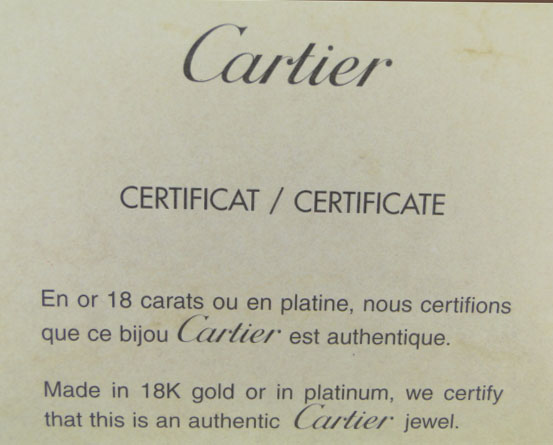 Cartier
CERTIFICAT / CERTIFICATE
En or 18 carats ou en platine, nous certifions
que ce bijou Cartier est authentique.
Made in 18K gold or in platinum, we certify
that this is an authentic Cartier jewel.